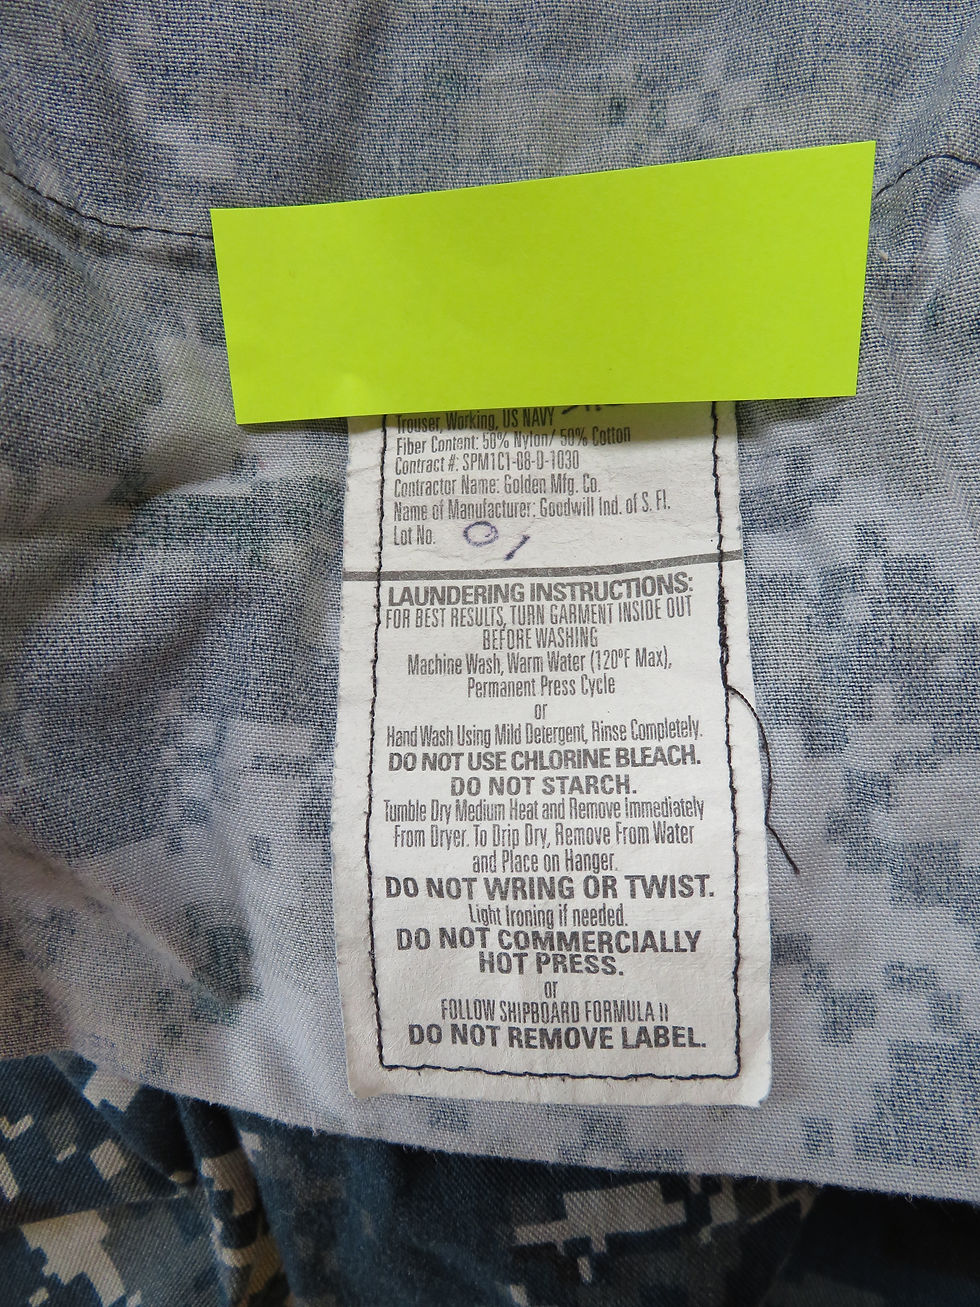 Trouser, Working, US NAVY
Fiber Content: 50% Nylon/ 50% Cotton
Contract #: SPM1C1-08-D-1030
Contractor Name: Golden Mfg. Co.
Name of Manufacturer: Goodwill Ind. of S. Fl.
Lot No. 01
LAUNDERING INSTRUCTIONS:
FOR BEST RESULTS, TURN GARMENT INSIDE OUT
BEFORE WASHING
Machine Wash, Warm Water (120°F Max),
Permanent Press Cycle
or
Hand Wash Using Mild Detergent, Rinse Completely.
DO NOT USE CHLORINE BLEACH.
DO NOT STARCH.
Tumble Dry Medium Heat and Remove Immediately
From Dryer. To Drip Dry, Remove From Water
and Place on Hanger.
DO NOT WRING OR TWIST.
Light Ironing if needed.
DO NOT COMMERCIALLY
HOT PRESS.
or
FOLLOW SHIPBOARD FORMULA II
DO NOT REMOVE LABEL.